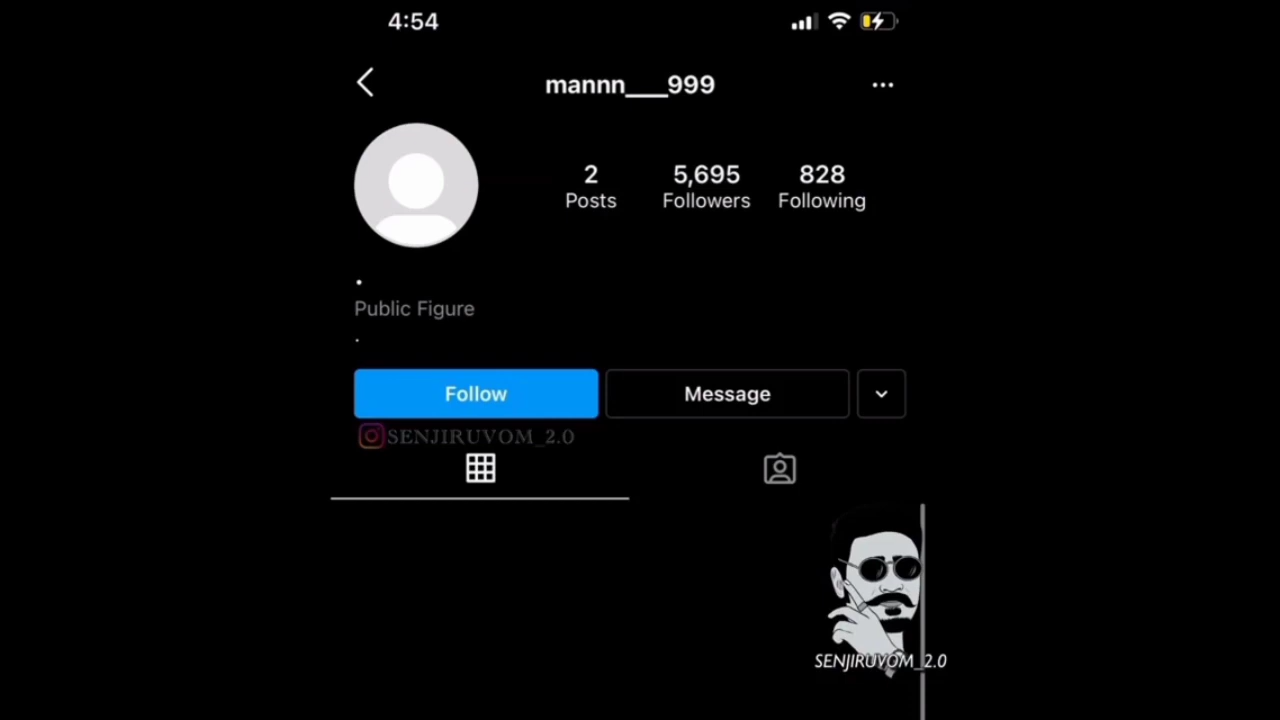 4:54
mannn___999
2 5,695 828
Posts Followers Following
.
Public Figure
.
Follow Message
SENJIRUVOM_2.0
SENJIRUVOM_2.0